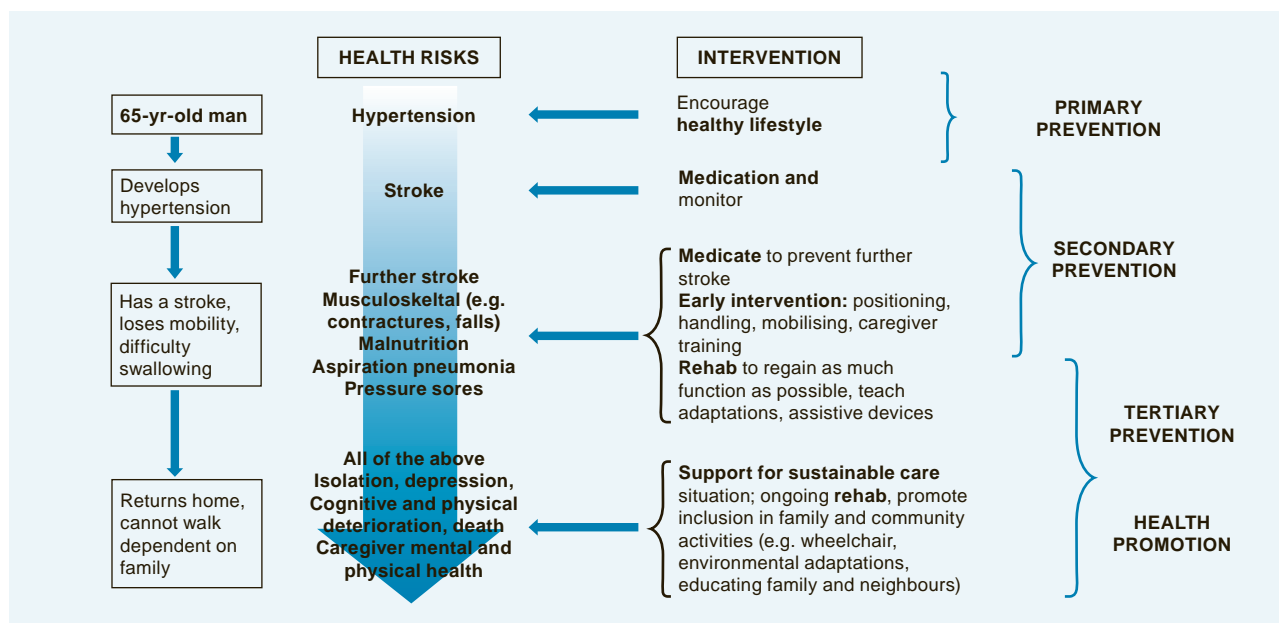 HEALTH RISKS
INTERVENTION
65-yr-old man
Hypertension
Encourage
healthy lifestyle
PRIMARY
PREVENTION
Develops
hypertension
Stroke
Medication and
monitor
SECONDARY
PREVENTION
Has a stroke,
loses mobility,
difficulty
swallowing
Further stroke
Musculoskeltal (e.g.
contractures, falls)
Malnutrition
Aspiration pneumonia
Pressure sores
Medicate to prevent further
stroke
Early intervention: positioning,
handling, mobilising, caregiver
training
Rehab to regain as much
function as possible, teach
adaptations, assistive devices
TERTIARY
PREVENTION
Returns home,
cannot walk
dependent on
family
All of the above
Isolation, depression,
Cognitive and physical
deterioration, death
Caregiver mental and
physical health
Support for sustainable care
situation; ongoing rehab, promote
inclusion in family and community
activities (e.g. wheelchair,
environmental adaptations,
educating family and neighbours)
HEALTH
PROMOTION